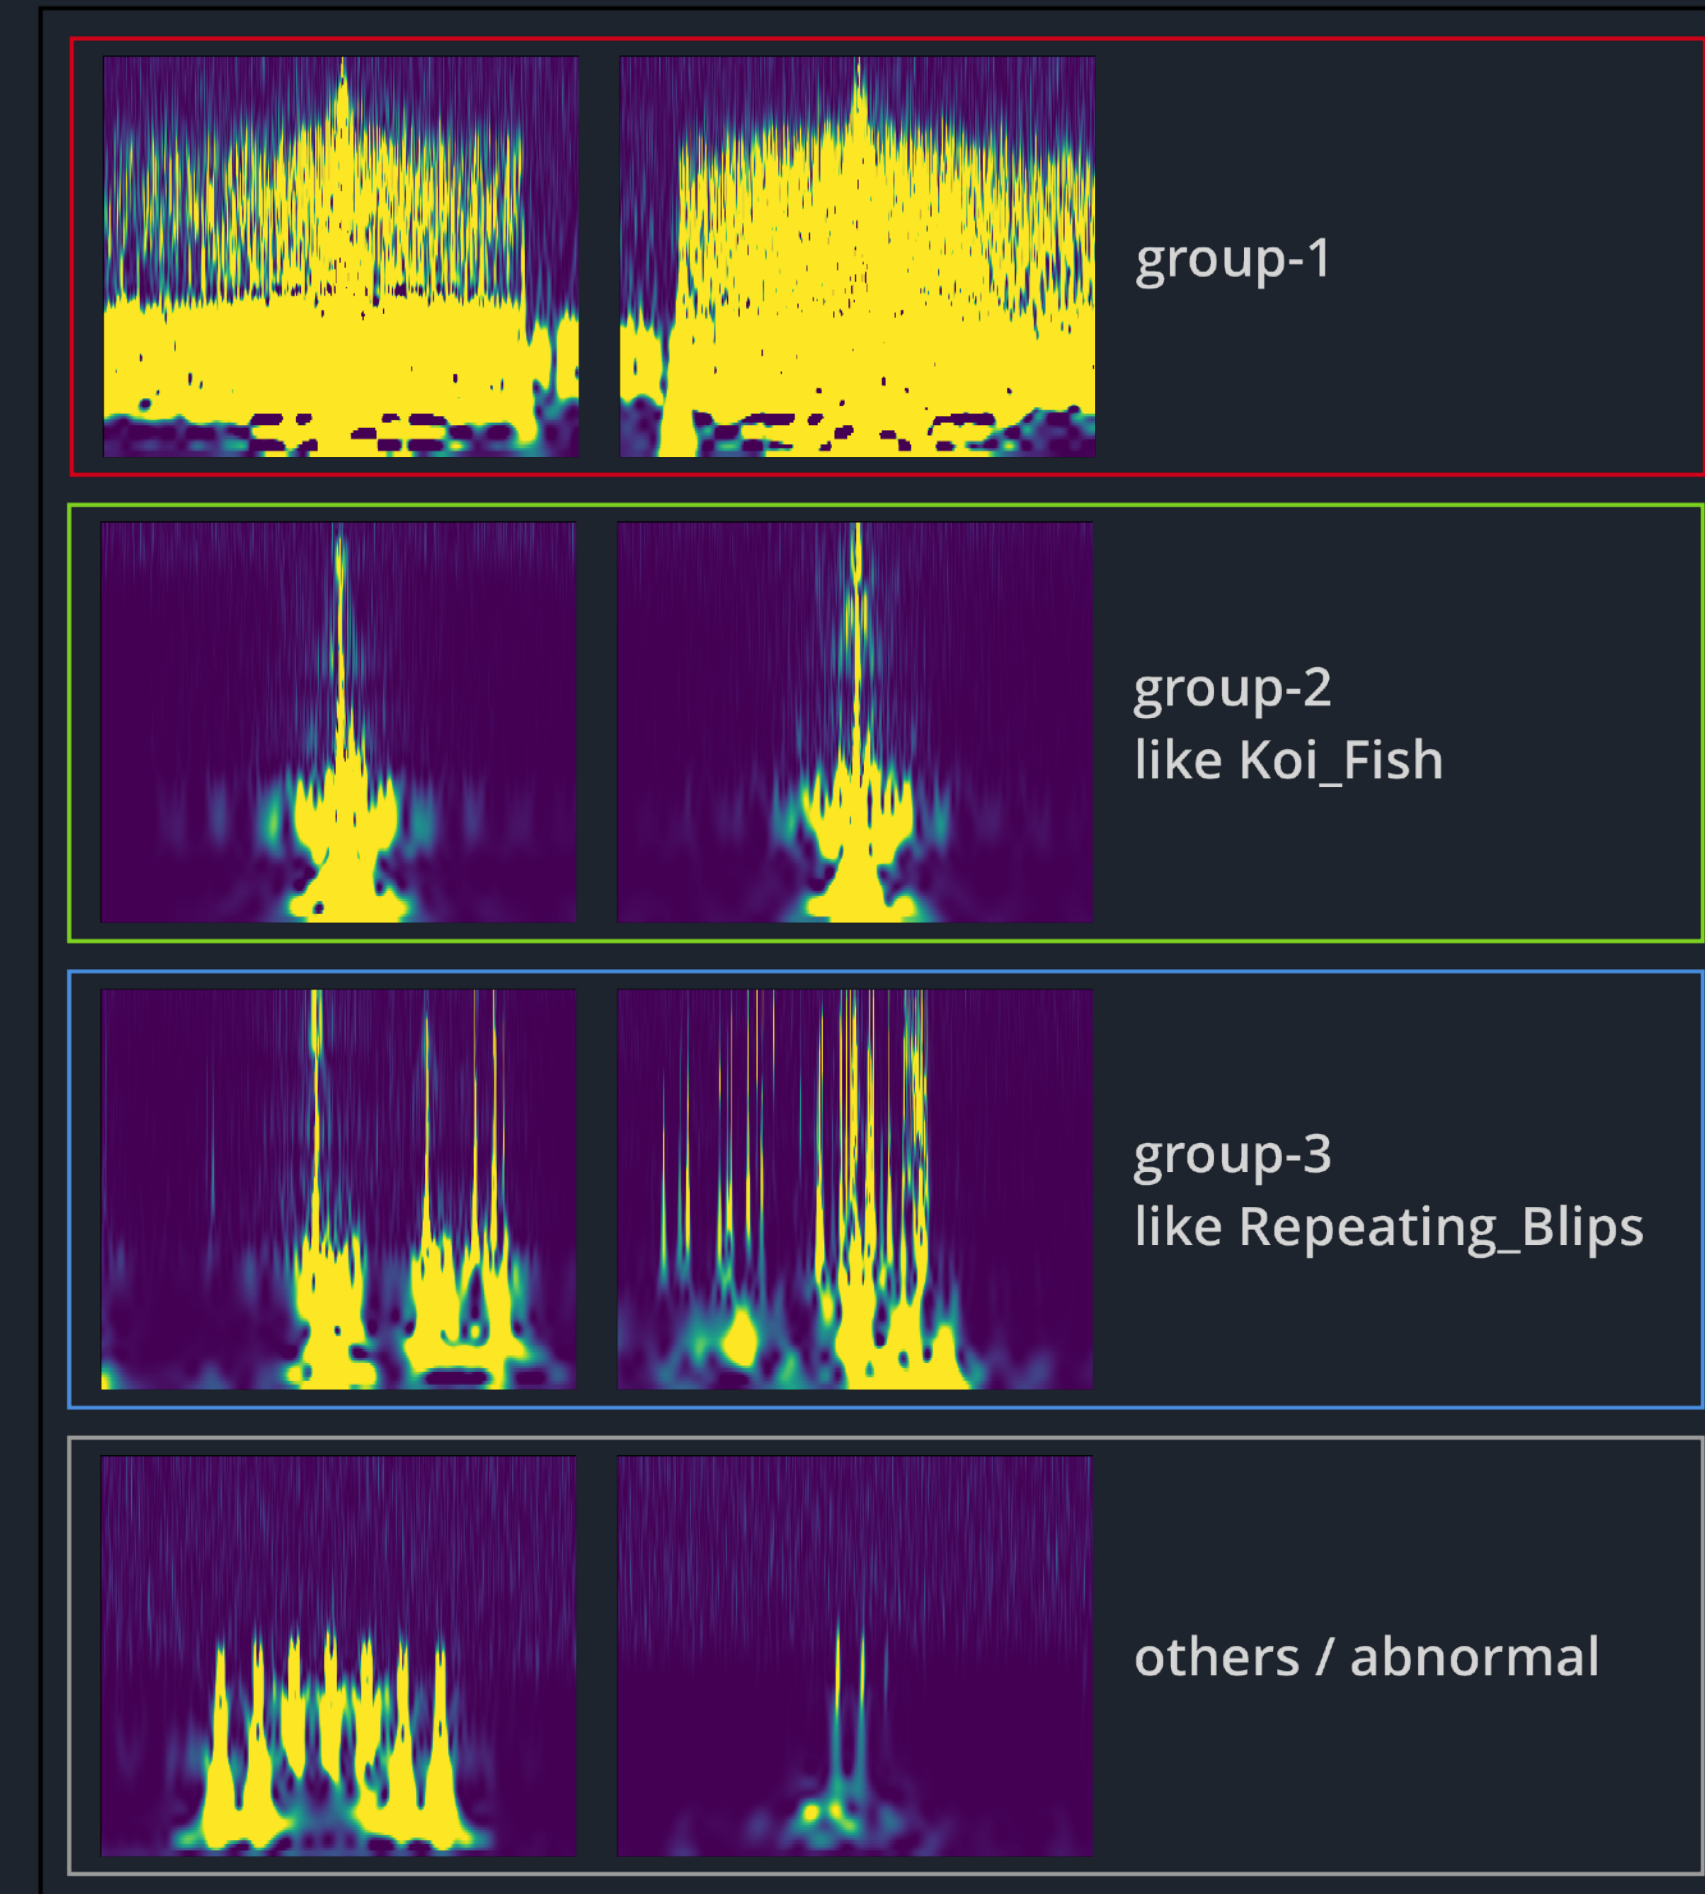 group-1
group-2
like Koi_Fish
group-3
like Repeating_Blips
others / abnormal